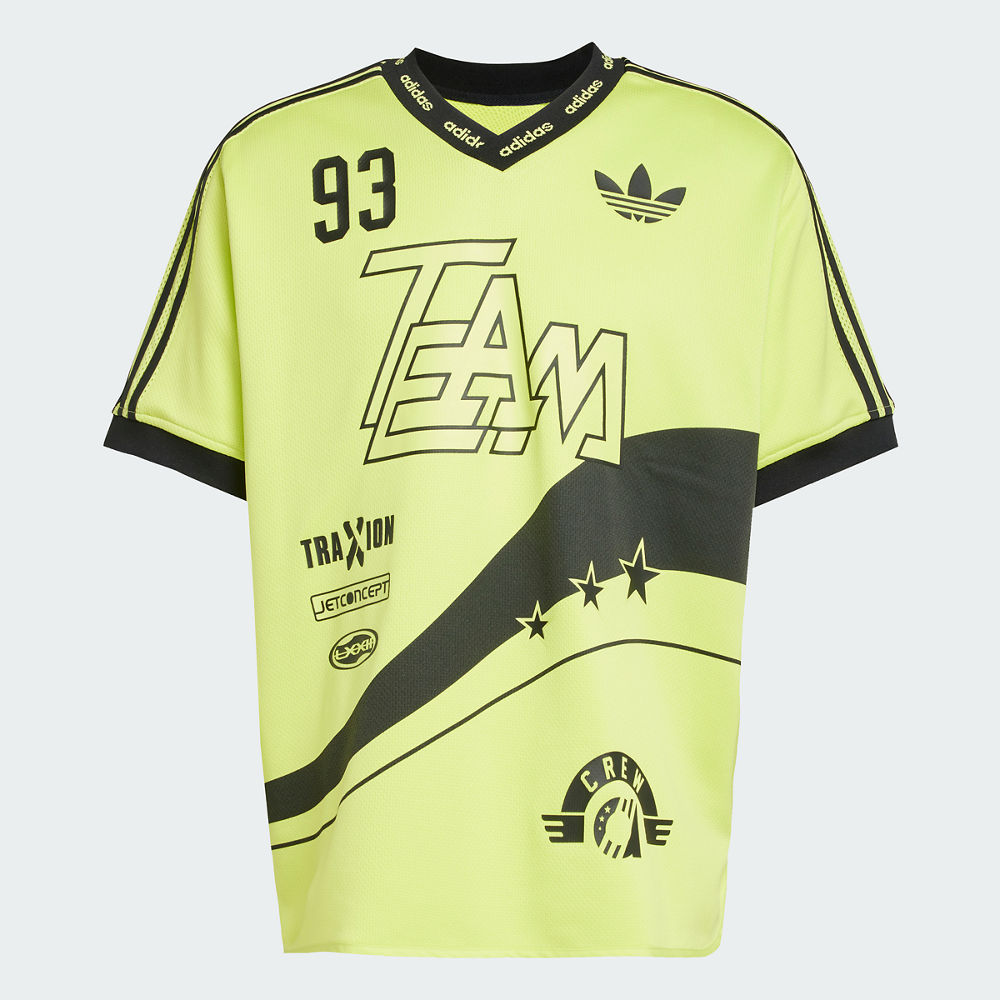 adidas adidas
adidas adidas
93
TEAM
TRAXION
JETCONCEPT
CREW